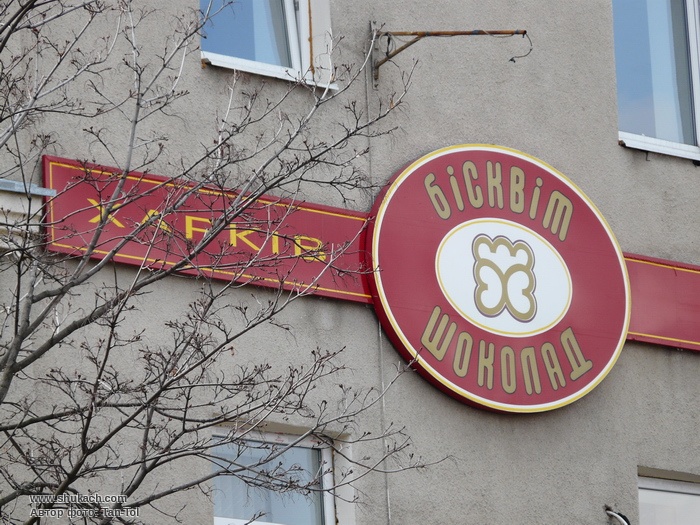 ХАРКІВ
бісквіт
ШОКОЛАД
www.shukach.com
Автор фото: Tan-Tol